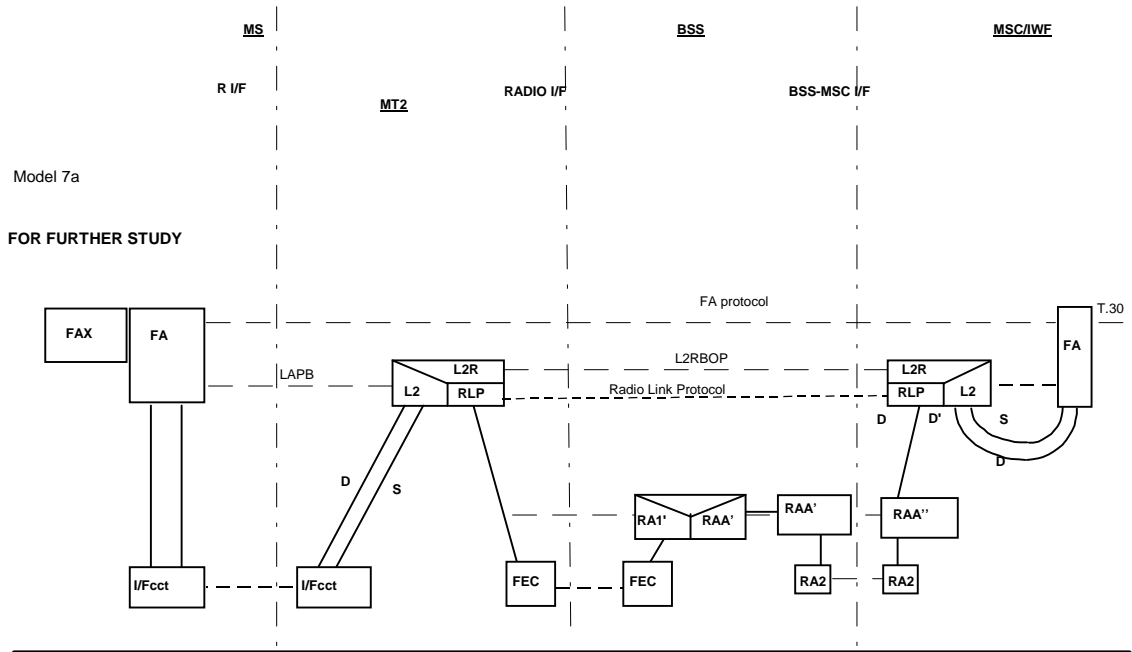 MS
BSS
MSC/IWF
R I/F
RADIO I/F
BSS-MSC I/F
MT2
Model 7a
FOR FURTHER STUDY
FA protocol
T.30
FAX
FA
FA
L2RBOP
LAPB
L2R
L2R
L2
RLP
Radio Link Protocol
RLP
L2
D
D'
S
D
S
D
RA1'
RAA’
RAA’
RAA’’
I/Fcct
I/Fcct
FEC
FEC
RA2
RA2